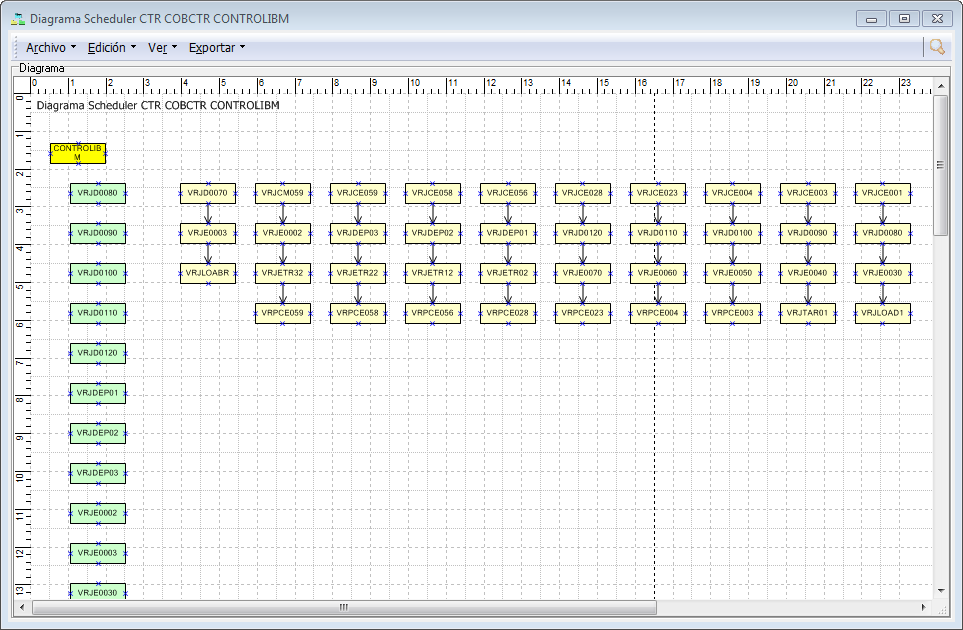 Diagrama Scheduler CTR COBCTR CONTROLIBM
Archivo Edición Ver Exportar
Diagrama
0 1 2 3 4 5 6 7 8 9 10 11 12 13 14 15 16 17 18 19 20 21 22 23
Diagrama Scheduler CTR COBCTR CONTROLIBM
CONTROLIB
M
VRJD0080 VRJD0070 VRJCM059 VRJCE059 VRJCE058 VRJCE056 VRJCE028 VRJCE023 VRJCE004 VRJCE003 VRJCE001
VRJD0090 VRJE0003 VRJE0002 VRJDEP03 VRJDEP02 VRJDEP01 VRJD0120 VRJD0110 VRJD0100 VRJD0090 VRJD0080
VRJD0100 VRJLOABR VRJETR32 VRJETR22 VRJETR12 VRJETR02 VRJE0070 VRJE0060 VRJE0050 VRJE0040 VRJE0030
VRJD0110 VRPCE059 VRPCE058 VRPCE056 VRPCE028 VRPCE023 VRPCE004 VRPCE003 VRJTAR01 VRJLOAD1
VRJD0120
VRJDEP01
VRJDEP02
VRJDEP03
VRJE0002
VRJE0003
VRJE0030
0
1
2
3
4
5
6
7
8
9
10
11
12
13